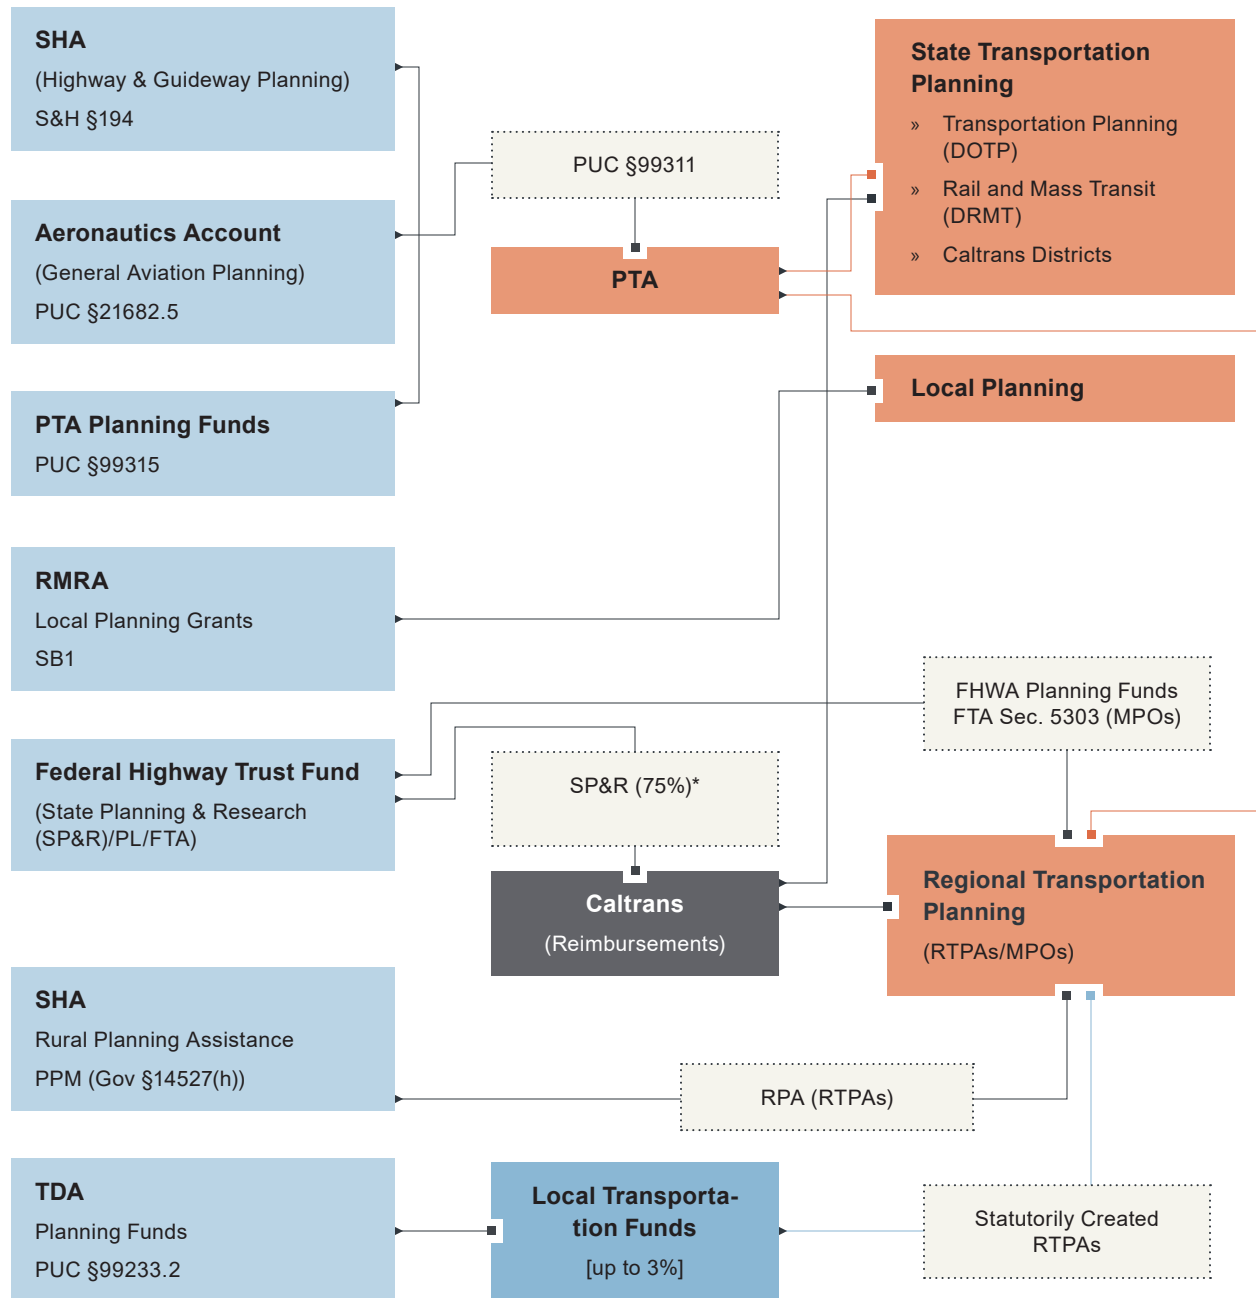 SHA
(Highway & Guideway Planning)
S&H §194
Aeronautics Account
(General Aviation Planning)
PUC §21682.5
PTA Planning Funds
PUC §99315
RMRA
Local Planning Grants
SB1
Federal Highway Trust Fund
(State Planning & Research
(SP&R)/PL/FTA)
SHA
Rural Planning Assistance
PPM (Gov §14527(h))
TDA
Planning Funds
PUC §99233.2
PUC §99311
PTA
SP&R (75%)*
Caltrans
(Reimbursements)
RPA (RTPAs)
Local Transporta-
tion Funds
[up to 3%]
State Transportation
Planning
» Transportation Planning
(DOTP)
» Rail and Mass Transit
(DRMT)
» Caltrans Districts
Local Planning
FHWA Planning Funds
FTA Sec. 5303 (MPOs)
Regional Transportation
Planning
(RTPAs/MPOs)
Statutorily Created
RTPAs